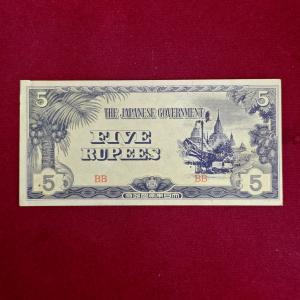 5 5
THE JAPANESE GOVERNMENT
FIVE
RUPEES
BB BB
5 5